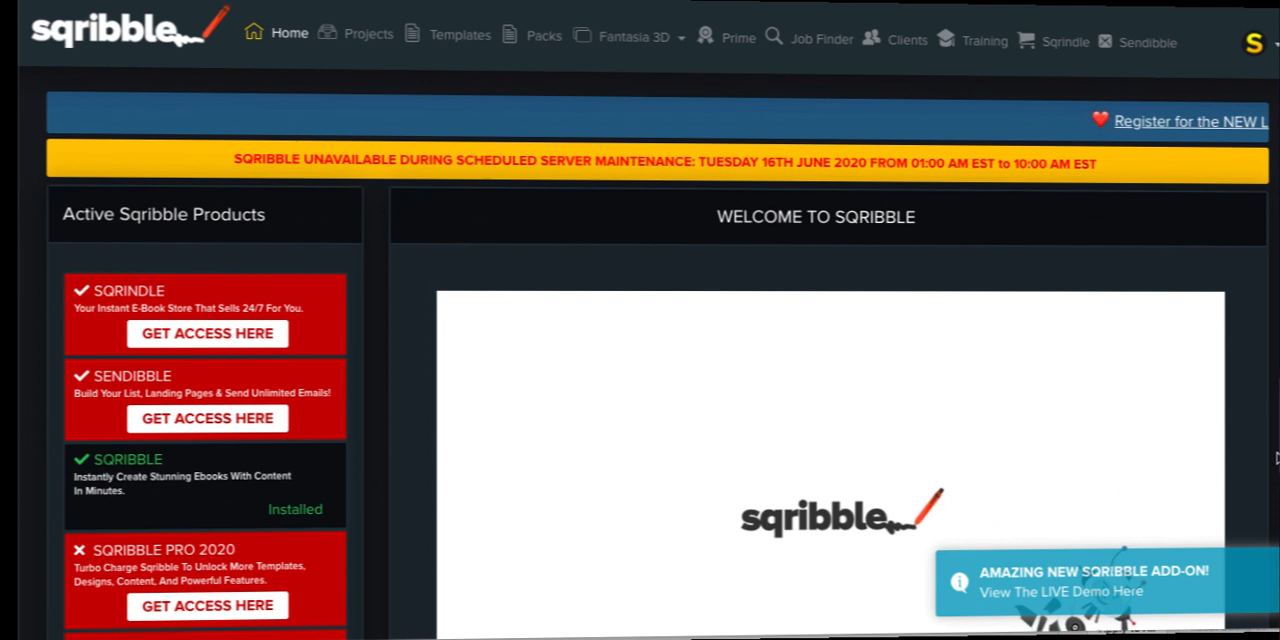 sqribble
Home Projects Templates Packs Fantasia 3D Prime Job Finder Clients Training Sqrindle Sendibble
S
Register for the NEW L
SQRIBBLE UNAVAILABLE DURING SCHEDULED SERVER MAINTENANCE: TUESDAY 16TH JUNE 2020 FROM 01:00 AM EST to 10:00 AM EST
Active Sqribble Products
WELCOME TO SQRIBBLE
SQRINDLE
Your Instant E-Book Store That Sells 24/7 For You.
GET ACCESS HERE
SENDIBBLE
Build Your List, Landing Pages & Send Unlimited Emails!
GET ACCESS HERE
SQRIBBLE
Instantly Create Stunning Ebooks With Content
In Minutes.
Installed
SQRIBBLE PRO 2020
Turbo Charge Sqribble To Unlock More Templates,
Designs, Content, And Powerful Features.
GET ACCESS HERE
sqribble
AMAZING NEW SQRIBBLE ADD-ON!
View The LIVE Demo Here